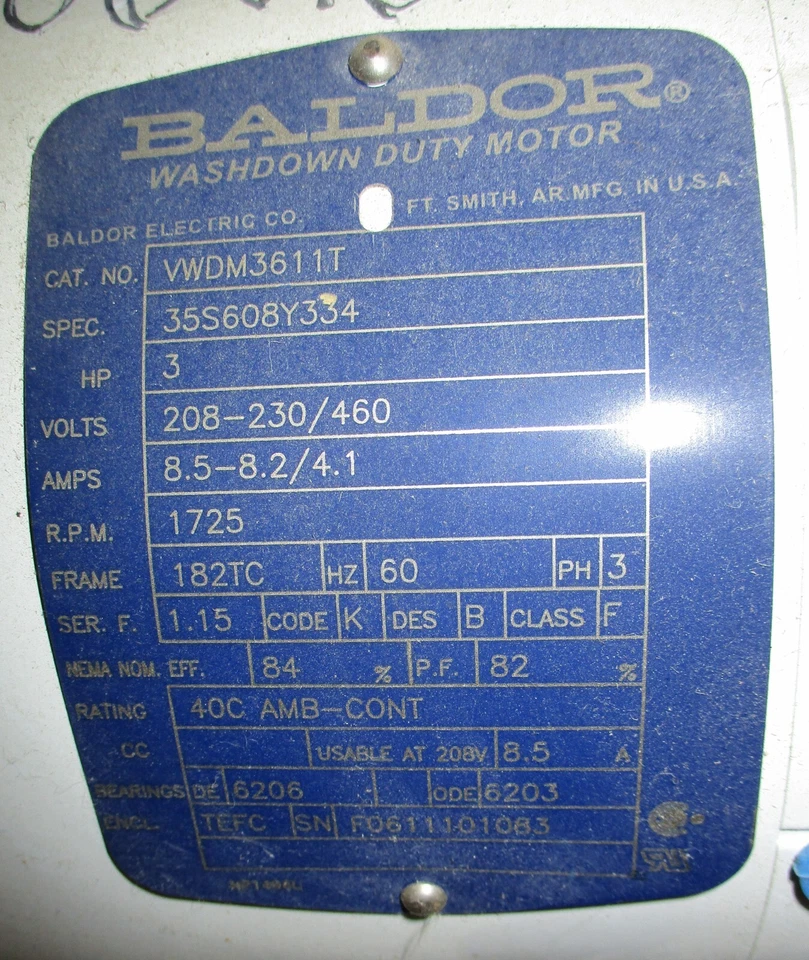 BALDOR®
WASHDOWN DUTY MOTOR
BALDOR ELECTRIC CO. FT. SMITH, AR. MFG. IN U.S.A.
CAT. NO. VWDM3611T
SPEC. 35S608Y334
HP 3
VOLTS 208-230/460
AMPS 8.5-8.2/4.1
R.P.M. 1725
FRAME 182TC HZ 60 PH 3
SER. F. 1.15 CODE K DES B CLASS F
NEMA NOM. EFF. 84 % P.F. 82 %
RATING 40C AMB-CONT
CC USABLE AT 208V 8.5 A
BEARINGS DE 6206 ODE 6203
ENCL. TEFC SN F0611101083